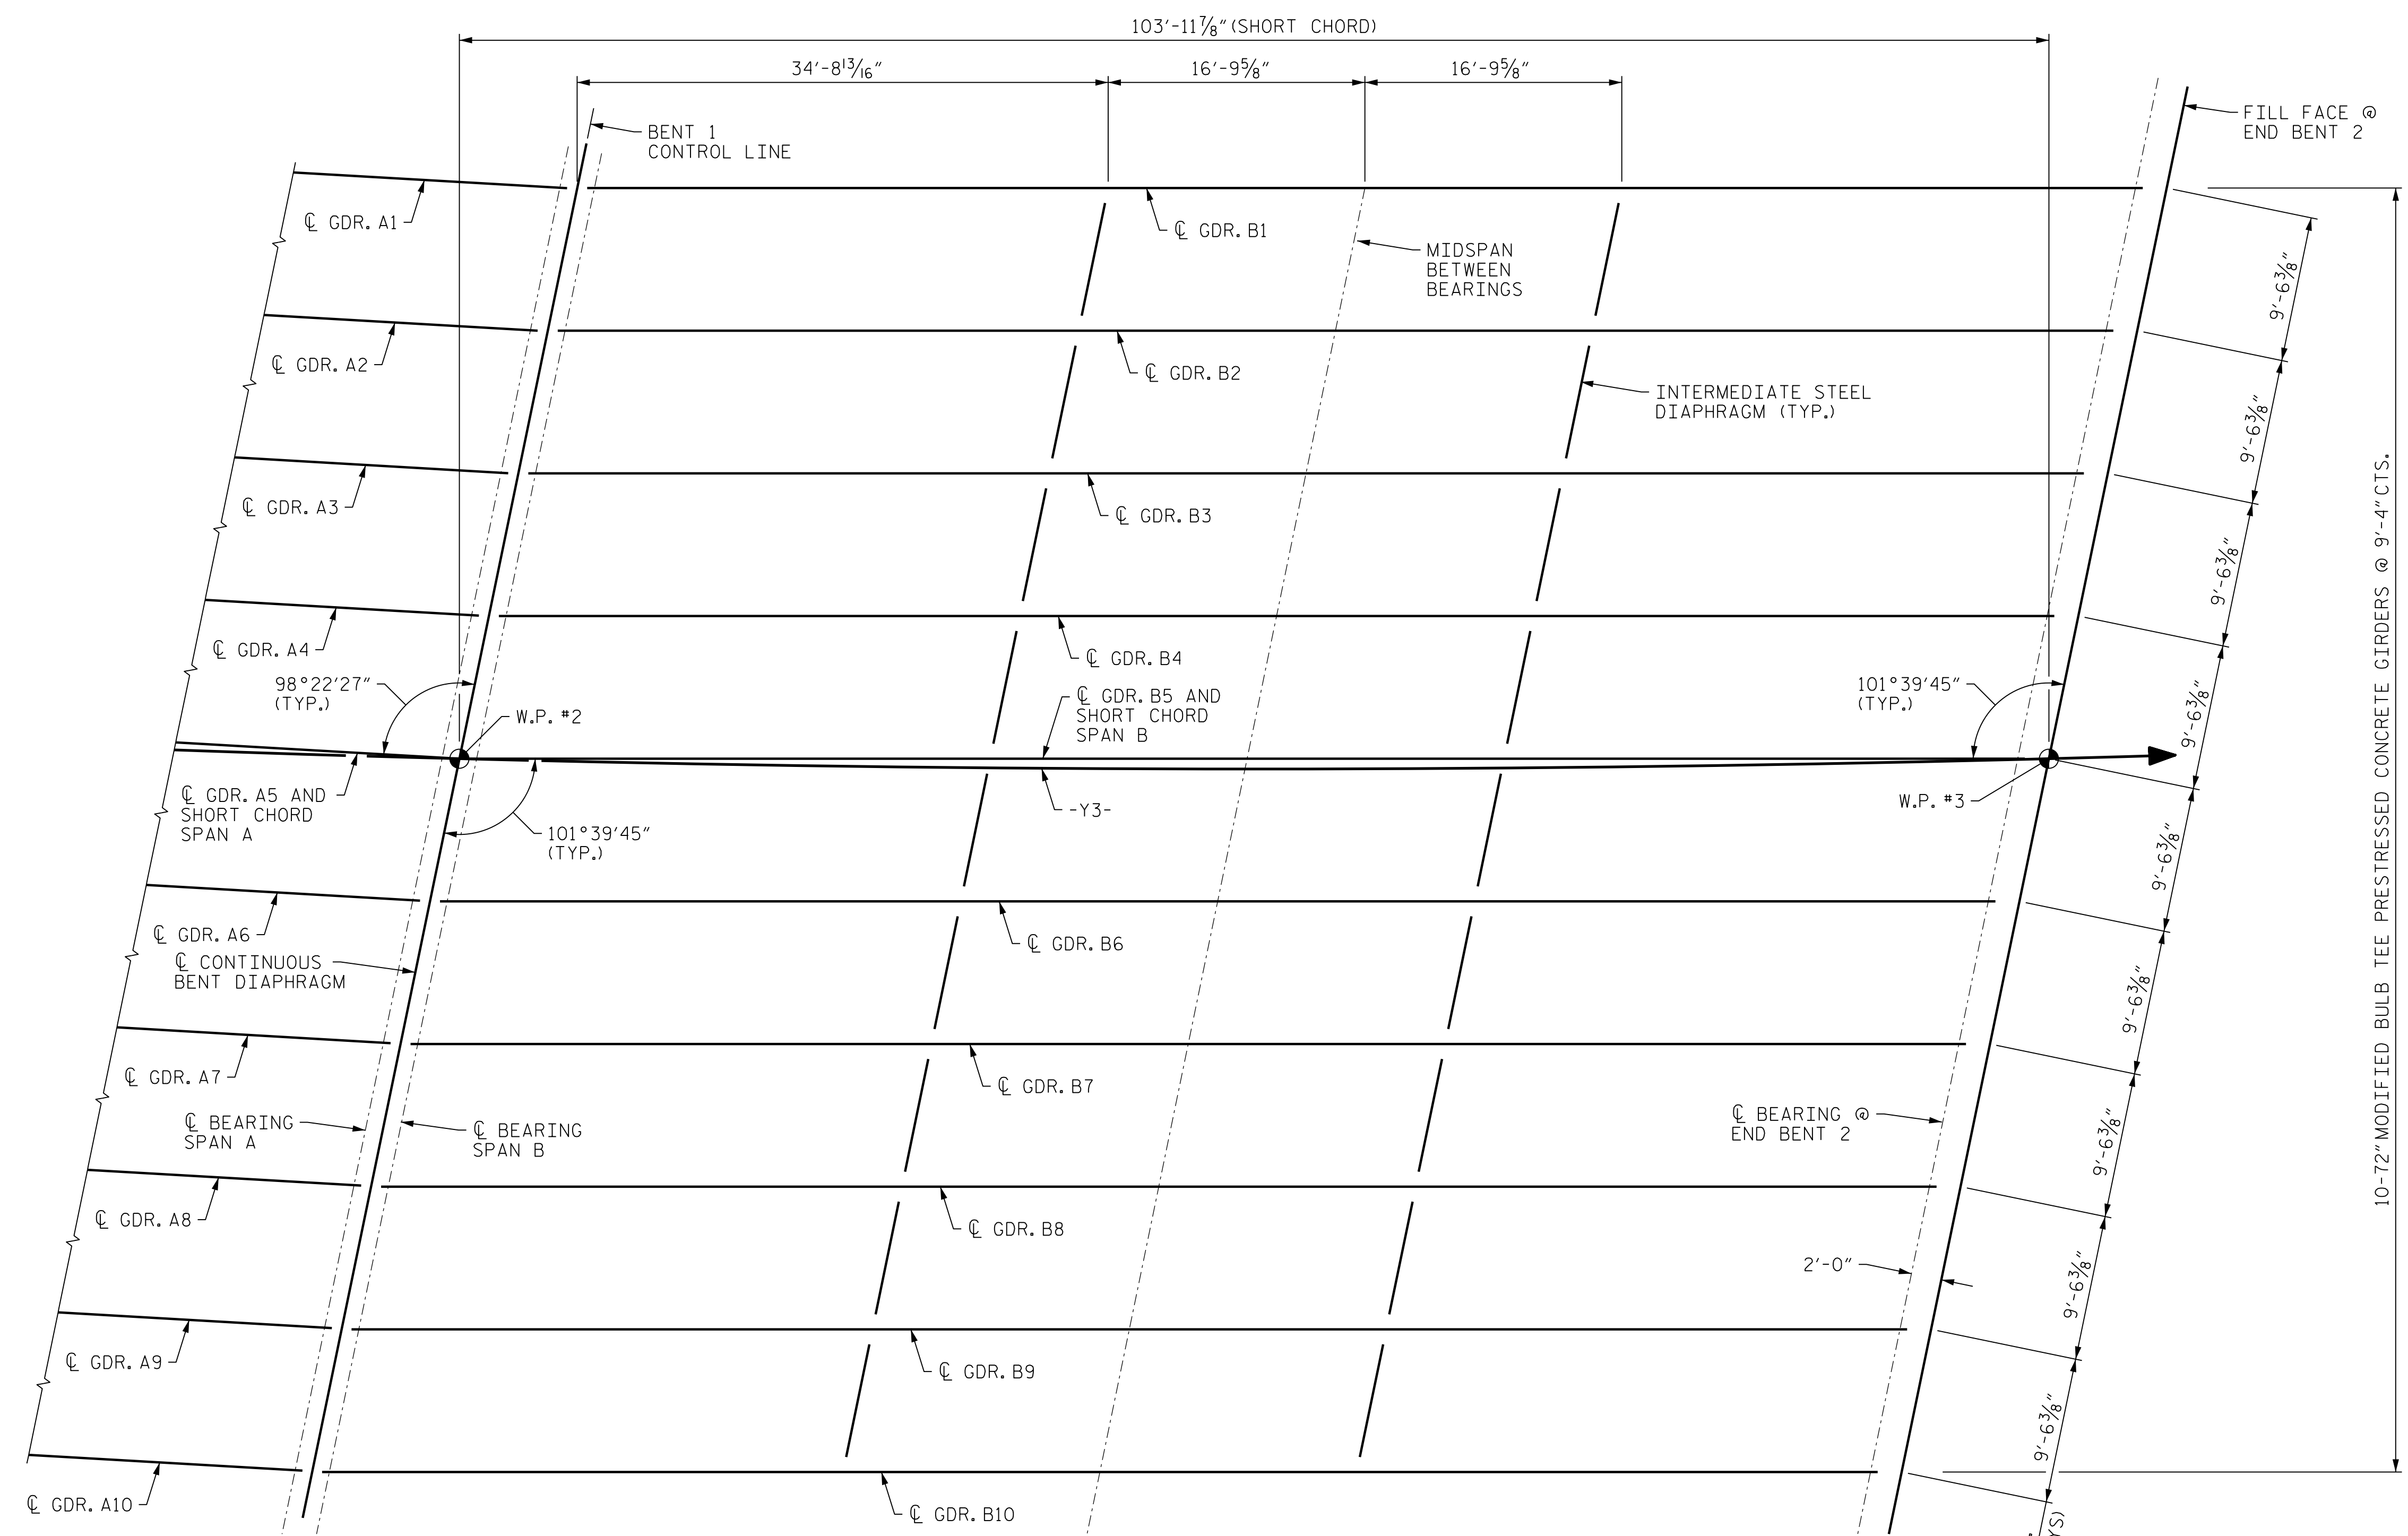 103'-11⅞" (SHORT CHORD)
34'-8¹³⁄₁₆"
16'-9⅝"
16'-9⅝"
BENT 1
CONTROL LINE
FILL FACE @
END BENT 2
℄ GDR. A1
℄ GDR. B1
MIDSPAN
BETWEEN
BEARINGS
9'-6⅜"
℄ GDR. A2
℄ GDR. B2
INTERMEDIATE STEEL
DIAPHRAGM (TYP.)
9'-6⅜"
℄ GDR. A3
℄ GDR. B3
9'-6⅜"
℄ GDR. A4
℄ GDR. B4
9'-6⅜"
98°22'27"
(TYP.)
W.P. #2
℄ GDR. B5 AND
SHORT CHORD
SPAN B
101°39'45"
(TYP.)
℄ GDR. A5 AND
SHORT CHORD
SPAN A
101°39'45"
(TYP.)
-Y3-
W.P. #3
9'-6⅜"
10-72" MODIFIED BULB TEE PRESTRESSED CONCRETE GIRDERS @ 9'-4" CTS.
℄ GDR. A6
℄ GDR. B6
℄ CONTINUOUS
BENT DIAPHRAGM
9'-6⅜"
℄ GDR. A7
℄ GDR. B7
℄ BEARING
SPAN A
℄ BEARING
SPAN B
℄ BEARING @
END BENT 2
9'-6⅜"
℄ GDR. A8
℄ GDR. B8
2'-0"
9'-6⅜"
℄ GDR. A9
℄ GDR. B9
9'-6⅜"
℄ GDR. A10
℄ GDR. B10